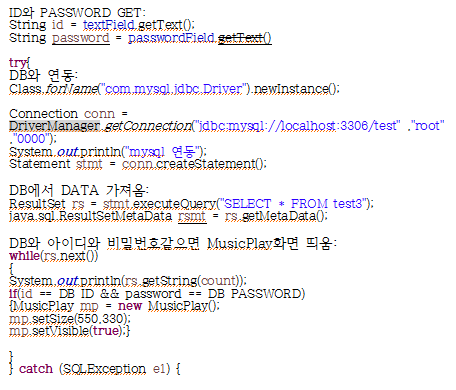 ID와 PASSWORD GET:
String id = textField.getText();
String password = passwordField.getText()
try{
DB와 연동:
Class.forName("com.mysql.jdbc.Driver").newInstance();
Connection conn =
DriverManager.getConnection("jdbc:mysql://localhost:3306/test" ,"root"
,"0000");
System.out.println("mysql 연동");
Statement stmt = conn.createStatement();
DB에서 DATA 가져옴:
ResultSet rs = stmt.executeQuery("SELECT * FROM test3");
java.sql.ResultSetMetaData rsmt = rs.getMetaData();
DB와 아이디와 비밀번호같으면 MusicPlay화면 띄움:
while(rs.next())
{
System.out.println(rs.getString(count));
if(id == DB ID && password == DB PASSWORD)
{MusicPlay mp = new MusicPlay();
mp.setSize(550,330);
mp.setVisible(true);}
}
} catch (SQLException e1) {